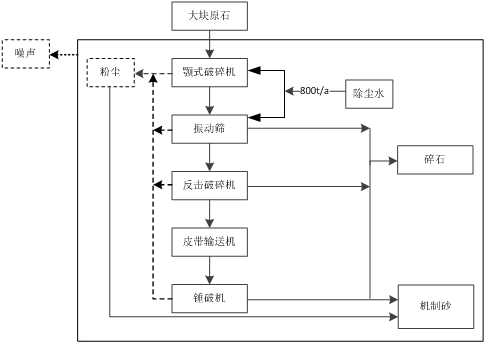 大块原石
噪声
粉尘
颚式破碎机
800t/a
除尘水
振动筛
碎石
反击破碎机
皮带输送机
锤破机
机制砂